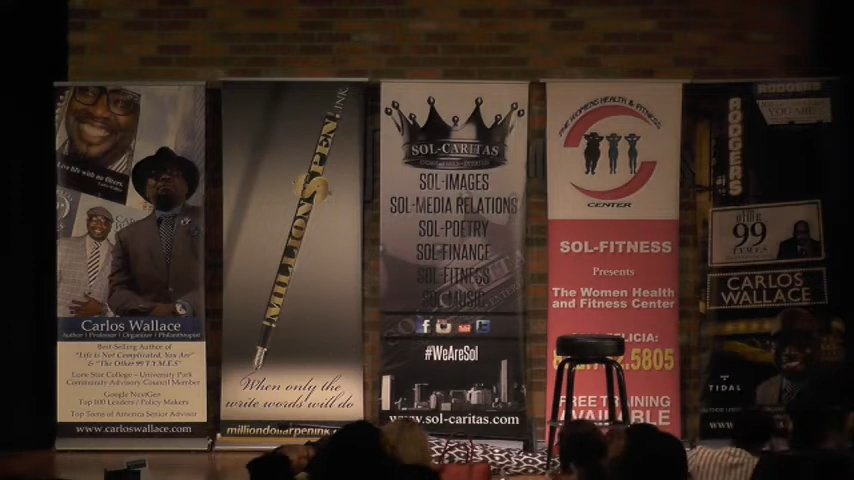 Live life with no filters.
Carlos Wallace
Author | Professor | Organizer | Philanthropist
Best-Selling Author of
"Life is Not Complicated, You Are"
& "The Other 99 T.Y.M.E.S"
Lone Star College - University Park
Community Advisory Council Member
Google NextGen
Top 100 Leaders / Policy Makers
Top Teens of America Senior Advisor
www.carloswallace.com
MILLION $ PEN!
INK.
When only the
write words will do
milliondollarpenink.
SOL-CARITAS
SOL-IMAGES
SOL-MEDIA RELATIONS
SOL-POETRY
SOL-FINANCE
SOL-FITNESS
SOL-MUSIC
#WeAreSol
www.sol-caritas.com
THE WOMENS HEALTH & FITNESS
CENTER
SOL-FITNESS
Presents
The Women Health
and Fitness Center
5805
FREE TRAINING
AVAILABLE
RODGERS
RODGERS
99
T.Y.M.E.S
CARLOS
WALLACE
TIDAL
www.